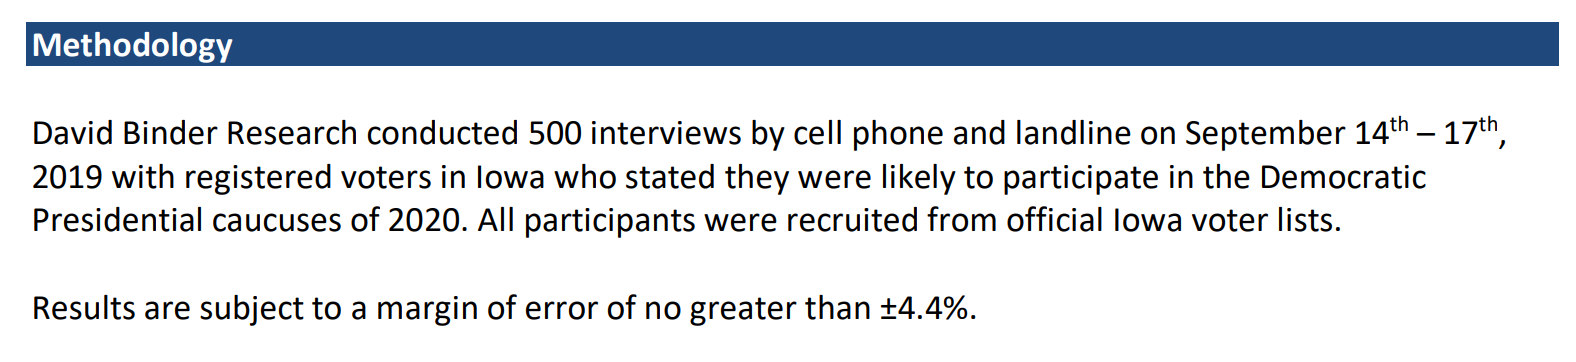 Methodology
David Binder Research conducted 500 interviews by cell phone and landline on September 14th – 17th,
2019 with registered voters in Iowa who stated they were likely to participate in the Democratic
Presidential caucuses of 2020. All participants were recruited from official Iowa voter lists.
Results are subject to a margin of error of no greater than ±4.4%.